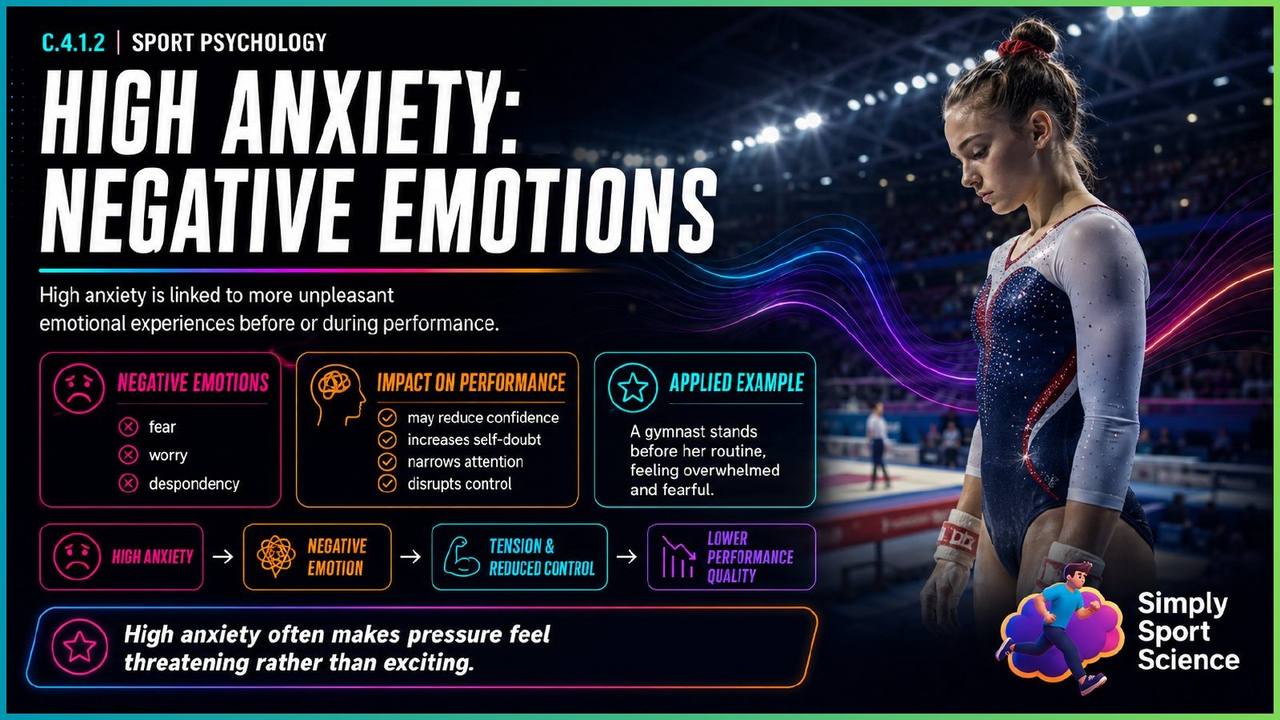 C.4.1.2 | SPORT PSYCHOLOGY
HIGH ANXIETY:
NEGATIVE EMOTIONS
High anxiety is linked to more unpleasant
emotional experiences before or during performance.
NEGATIVE EMOTIONS
fear
worry
despondency
IMPACT ON PERFORMANCE
may reduce confidence
increases self-doubt
narrows attention
disrupts control
APPLIED EXAMPLE
A gymnast stands
before her routine,
feeling overwhelmed
and fearful.
HIGH ANXIETY
NEGATIVE
EMOTION
TENSION &
REDUCED CONTROL
LOWER
PERFORMANCE
QUALITY
High anxiety often makes pressure feel
threatening rather than exciting.
Simply
Sport
Science